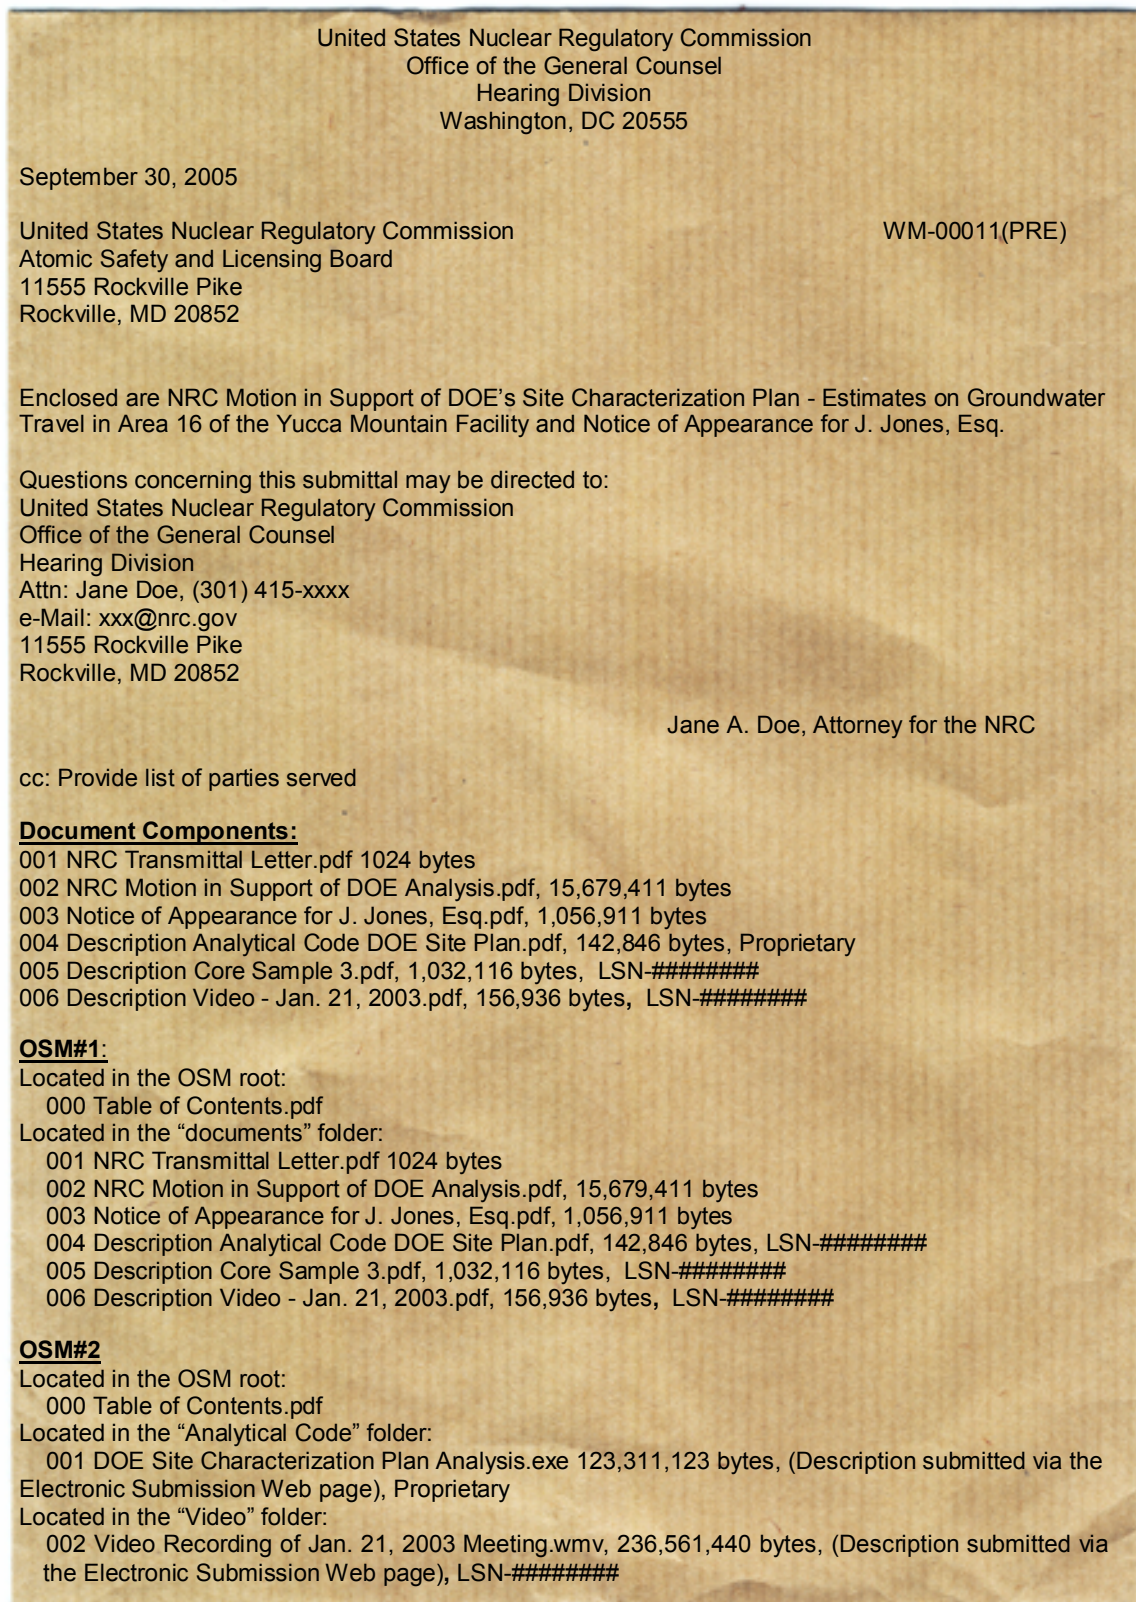 United States Nuclear Regulatory Commission
Office of the General Counsel
Hearing Division
Washington, DC 20555
September 30, 2005
United States Nuclear Regulatory Commission WM-00011(PRE)
Atomic Safety and Licensing Board
11555 Rockville Pike
Rockville, MD 20852
Enclosed are NRC Motion in Support of DOE’s Site Characterization Plan - Estimates on Groundwater
Travel in Area 16 of the Yucca Mountain Facility and Notice of Appearance for J. Jones, Esq.
Questions concerning this submittal may be directed to:
United States Nuclear Regulatory Commission
Office of the General Counsel
Hearing Division
Attn: Jane Doe, (301) 415-xxxx
e-Mail: xxx@nrc.gov
11555 Rockville Pike
Rockville, MD 20852
Jane A. Doe, Attorney for the NRC
cc: Provide list of parties served
Document Components:
001 NRC Transmittal Letter.pdf 1024 bytes
002 NRC Motion in Support of DOE Analysis.pdf, 15,679,411 bytes
003 Notice of Appearance for J. Jones, Esq.pdf, 1,056,911 bytes
004 Description Analytical Code DOE Site Plan.pdf, 142,846 bytes, Proprietary
005 Description Core Sample 3.pdf, 1,032,116 bytes, LSN-########
006 Description Video - Jan. 21, 2003.pdf, 156,936 bytes, LSN-########
OSM#1:
Located in the OSM root:
000 Table of Contents.pdf
Located in the “documents” folder:
001 NRC Transmittal Letter.pdf 1024 bytes
002 NRC Motion in Support of DOE Analysis.pdf, 15,679,411 bytes
003 Notice of Appearance for J. Jones, Esq.pdf, 1,056,911 bytes
004 Description Analytical Code DOE Site Plan.pdf, 142,846 bytes, LSN-########
005 Description Core Sample 3.pdf, 1,032,116 bytes, LSN-########
006 Description Video - Jan. 21, 2003.pdf, 156,936 bytes, LSN-########
OSM#2
Located in the OSM root:
000 Table of Contents.pdf
Located in the “Analytical Code” folder:
001 DOE Site Characterization Plan Analysis.exe 123,311,123 bytes, (Description submitted via the
Electronic Submission Web page), Proprietary
Located in the “Video” folder:
002 Video Recording of Jan. 21, 2003 Meeting.wmv, 236,561,440 bytes, (Description submitted via
the Electronic Submission Web page), LSN-########